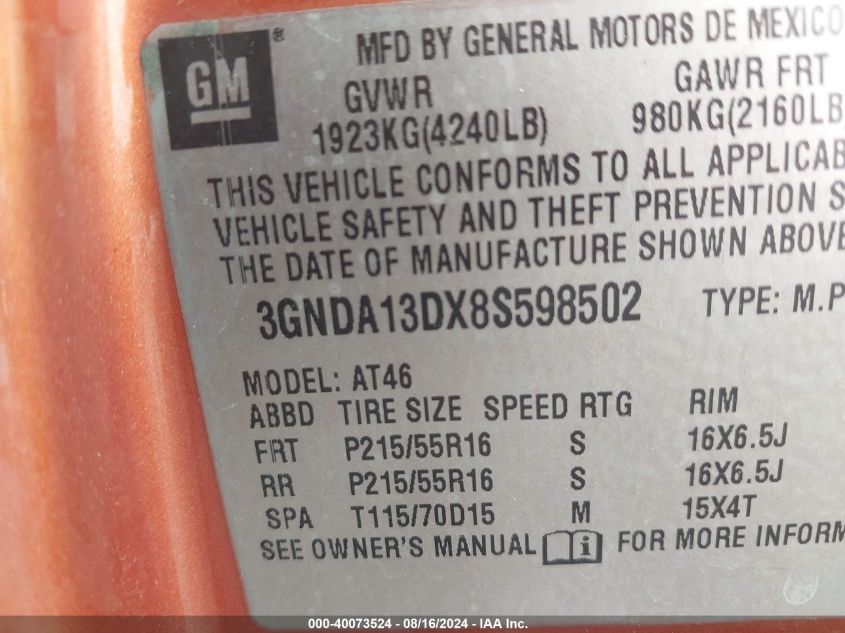 GM ® MFD BY GENERAL MOTORS DE MEXICO
GVWR GAWR FRT
1923KG(4240LB) 980KG(2160LB
THIS VEHICLE CONFORMS TO ALL APPLICAB
VEHICLE SAFETY AND THEFT PREVENTION S
THE DATE OF MANUFACTURE SHOWN ABOVE
3GNDA13DX8S598502 TYPE: M.P
MODEL: AT46
ABBD TIRE SIZE SPEED RTG RIM
FRT P215/55R16 S 16X6.5J
RR P215/55R16 S 16X6.5J
SPA T115/70D15 M 15X4T
SEE OWNER'S MANUAL i FOR MORE INFORM
000-40073524 - 08/16/2024 - IAA Inc.